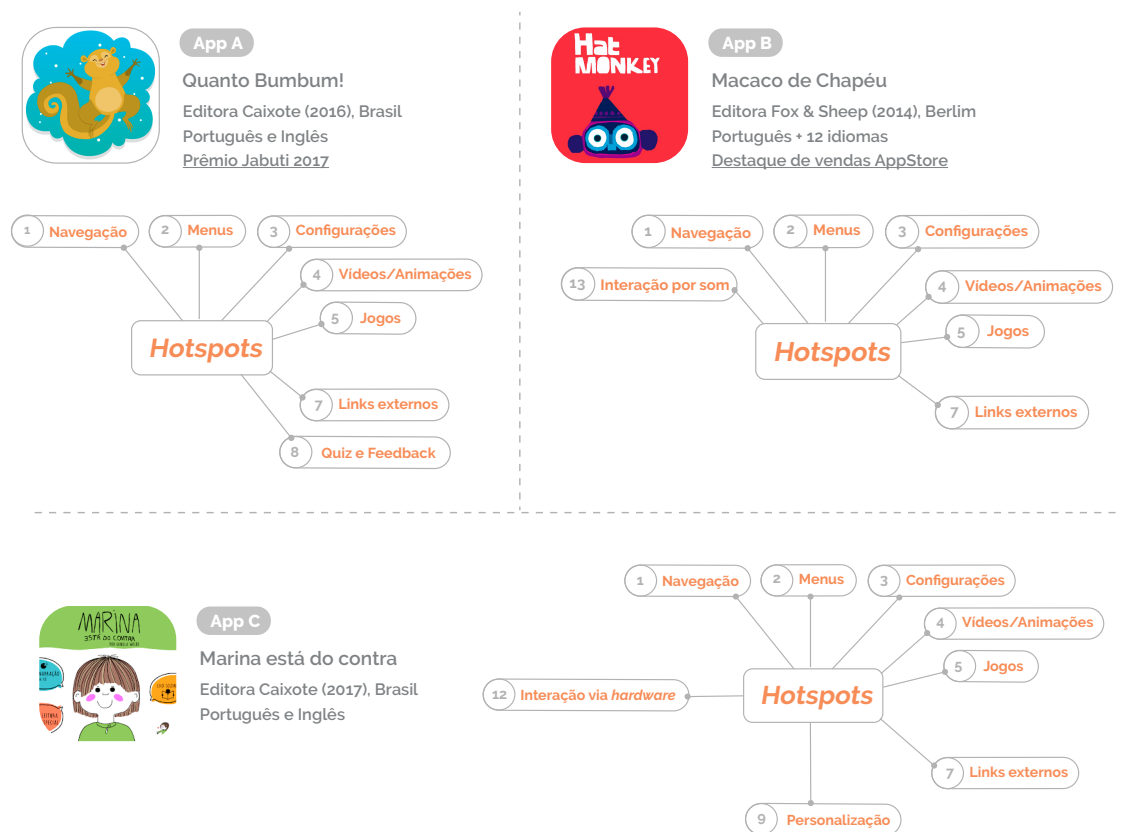 App A
Quanto Bumbum!
Editora Caixote (2016), Brasil
Português e Inglês
Prêmio Jabuti 2017
1 Navegação
2 Menus
3 Configurações
4 Vídeos/Animações
5 Jogos
Hotspots
7 Links externos
8 Quiz e Feedback
Hat
MONKEY
App B
Macaco de Chapéu
Editora Fox & Sheep (2014), Berlim
Português + 12 idiomas
Destaque de vendas AppStore
1 Navegação
2 Menus
3 Configurações
13 Interação por som
4 Vídeos/Animações
5 Jogos
Hotspots
7 Links externos
MARINA
App C
Marina está do contra
Editora Caixote (2017), Brasil
Português e Inglês
1 Navegação
2 Menus
3 Configurações
4 Vídeos/Animações
5 Jogos
12 Interação via hardware
Hotspots
7 Links externos
9 Personalização